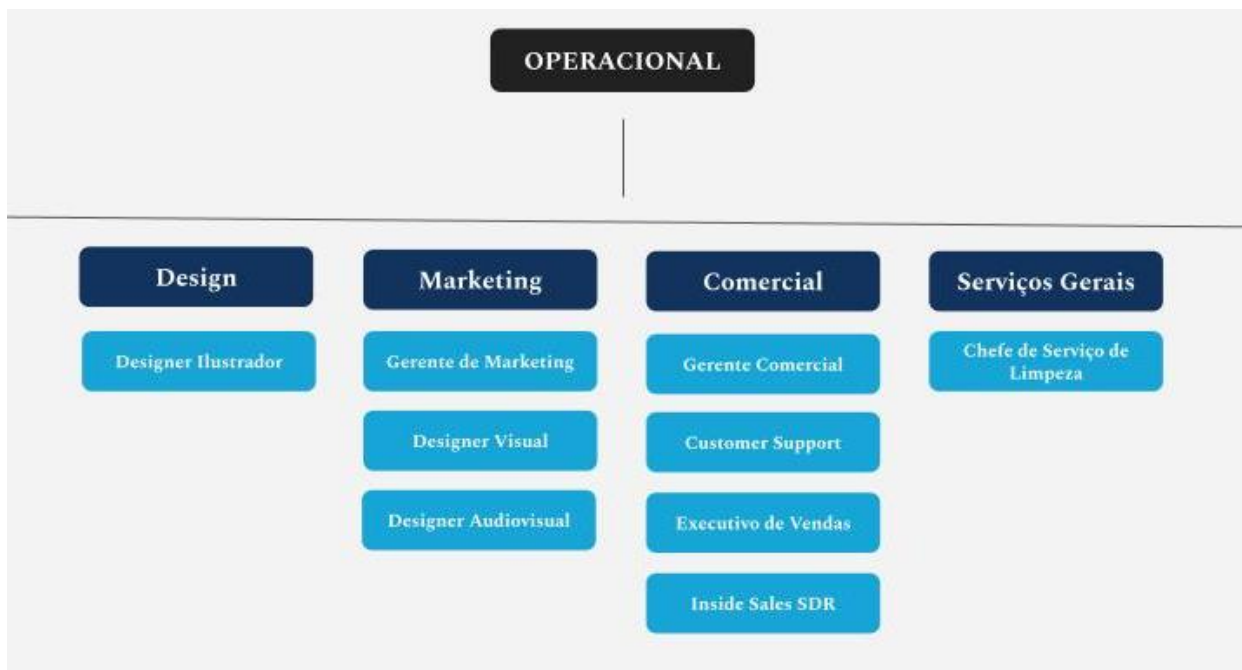 OPERACIONAL
Design
Designer Ilustrador
Marketing
Gerente de Marketing
Designer Visual
Designer Audiovisual
Comercial
Gerente Comercial
Customer Support
Executivo de Vendas
Inside Sales SDR
Serviços Gerais
Chefe de Serviço de
Limpeza